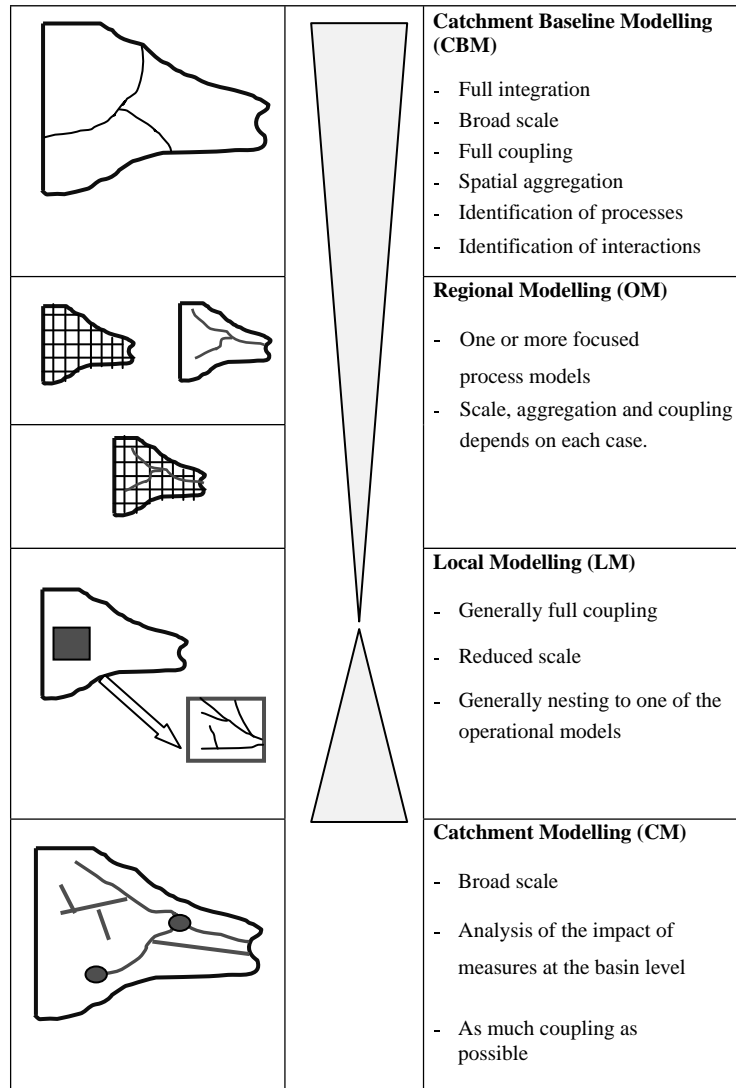 Catchment Baseline Modelling
(CBM)
- Full integration
- Broad scale
- Full coupling
- Spatial aggregation
- Identification of processes
- Identification of interactions
Regional Modelling (OM)
- One or more focused
process models
- Scale, aggregation and coupling
depends on each case.
Local Modelling (LM)
- Generally full coupling
- Reduced scale
- Generally nesting to one of the
operational models
Catchment Modelling (CM)
- Broad scale
- Analysis of the impact of
measures at the basin level
- As much coupling as
possible